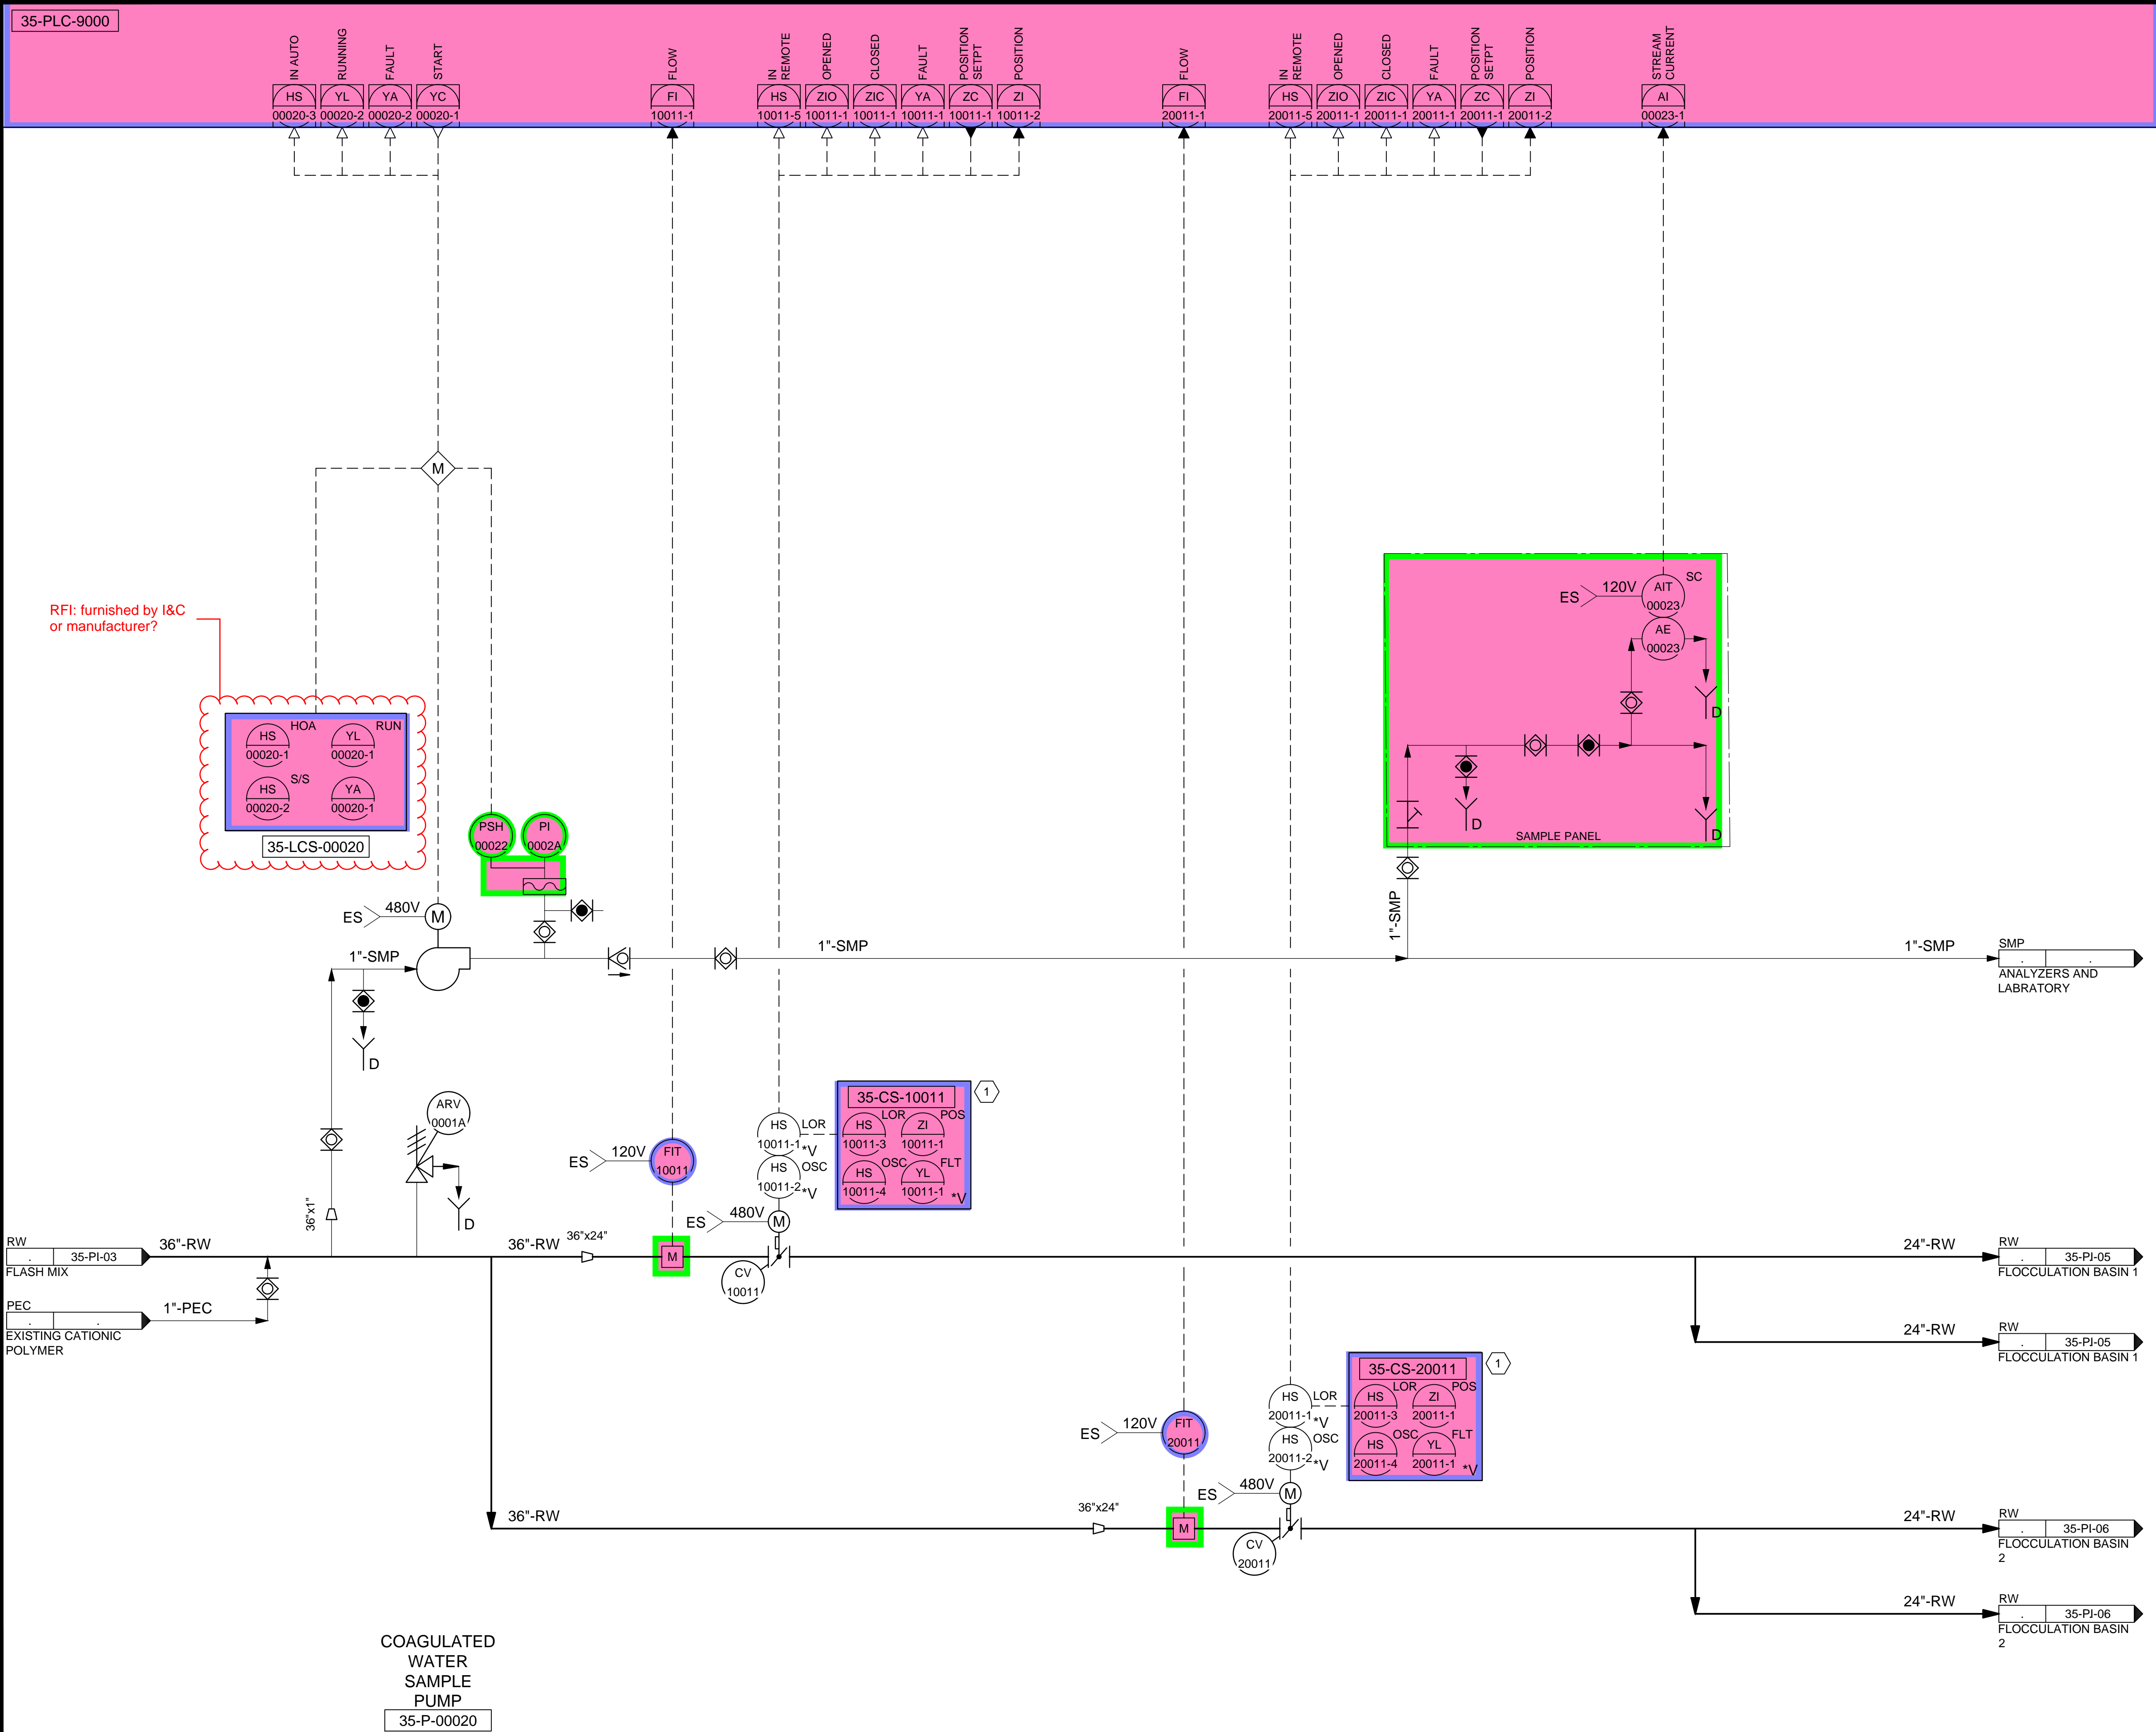 35-PLC-9000
IN AUTO
RUNNING
FAULT
START
FLOW
IN
REMOTE
OPENED
CLOSED
FAULT
POSITION
SETPT
POSITION
FLOW
IN
REMOTE
OPENED
CLOSED
FAULT
POSITION
SETPT
POSITION
STREAM
CURRENT
HS
00020-3
YL
00020-2
YA
00020-2
YC
00020-1
FI
10011-1
HS
10011-5
ZIO
10011-1
ZIC
10011-1
YA
10011-1
ZC
10011-1
ZI
10011-2
FI
20011-1
HS
20011-5
ZIO
20011-1
ZIC
20011-1
YA
20011-1
ZC
20011-1
ZI
20011-2
AI
00023-1
M
RFI: furnished by I&C
or manufacturer?
HS
00020-1
HOA
YL
00020-1
RUN
HS
00020-2
S/S
YA
00020-1
35-LCS-00020
PSH
00022
PI
0002A
ES
480V
M
1"-SMP
D
1"-SMP
ES
120V
AIT
00023
SC
AE
00023
D
D
D
SAMPLE PANEL
1"-SMP
1"-SMP
SMP
.
.
ANALYZERS AND
LABRATORY
ARV
0001A
D
36"x1"
ES
120V
FIT
10011
HS
10011-1
LOR
*V
HS
10011-2
OSC
*V
35-CS-10011
1
HS
10011-3
LOR
ZI
10011-1
POS
HS
10011-4
OSC
YL
10011-1
FLT
*V
ES
480V
M
RW
.
35-PI-03
FLASH MIX
36"-RW
36"-RW
36"x24"
M
CV
10011
24"-RW
RW
.
35-PJ-05
FLOCCULATION BASIN 1
PEC
.
.
EXISTING CATIONIC
POLYMER
1"-PEC
24"-RW
RW
.
35-PJ-05
FLOCCULATION BASIN 1
ES
120V
FIT
20011
HS
20011-1
LOR
*V
HS
20011-2
OSC
*V
35-CS-20011
1
HS
20011-3
LOR
ZI
20011-1
POS
HS
20011-4
OSC
YL
20011-1
FLT
*V
ES
480V
M
36"-RW
36"x24"
M
CV
20011
24"-RW
RW
.
35-PI-06
FLOCCULATION BASIN
2
24"-RW
RW
.
35-PJ-06
FLOCCULATION BASIN
2
COAGULATED
WATER
SAMPLE
PUMP
35-P-00020